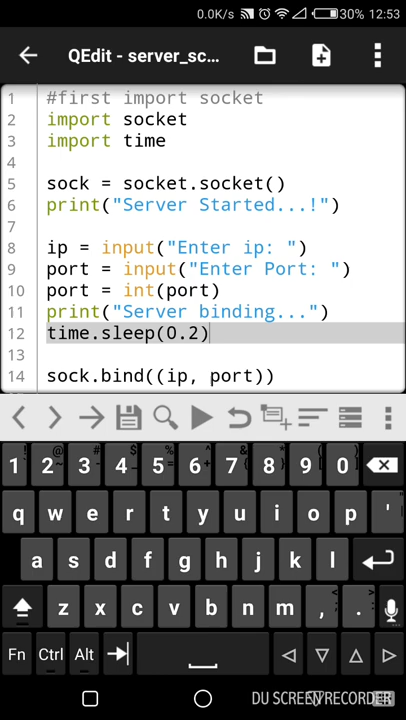 0.0K/s 30% 12:53
QEdit - server_sc...
1 #first import socket
2 import socket
3 import time
4
5 sock = socket.socket()
6 print("Server Started...!")
7
8 ip = input("Enter ip: ")
9 port = input("Enter Port: ")
10 port = int(port)
11 print("Server binding...")
12 time.sleep(0.2)
13
14 sock.bind((ip, port))
1 2 3 4 5 6 7 8 9 0
q w e r t y u i o p '
a s d f g h j k l
z x c v b n m , .
Fn Ctrl Alt
DU SCREEN RECORDER